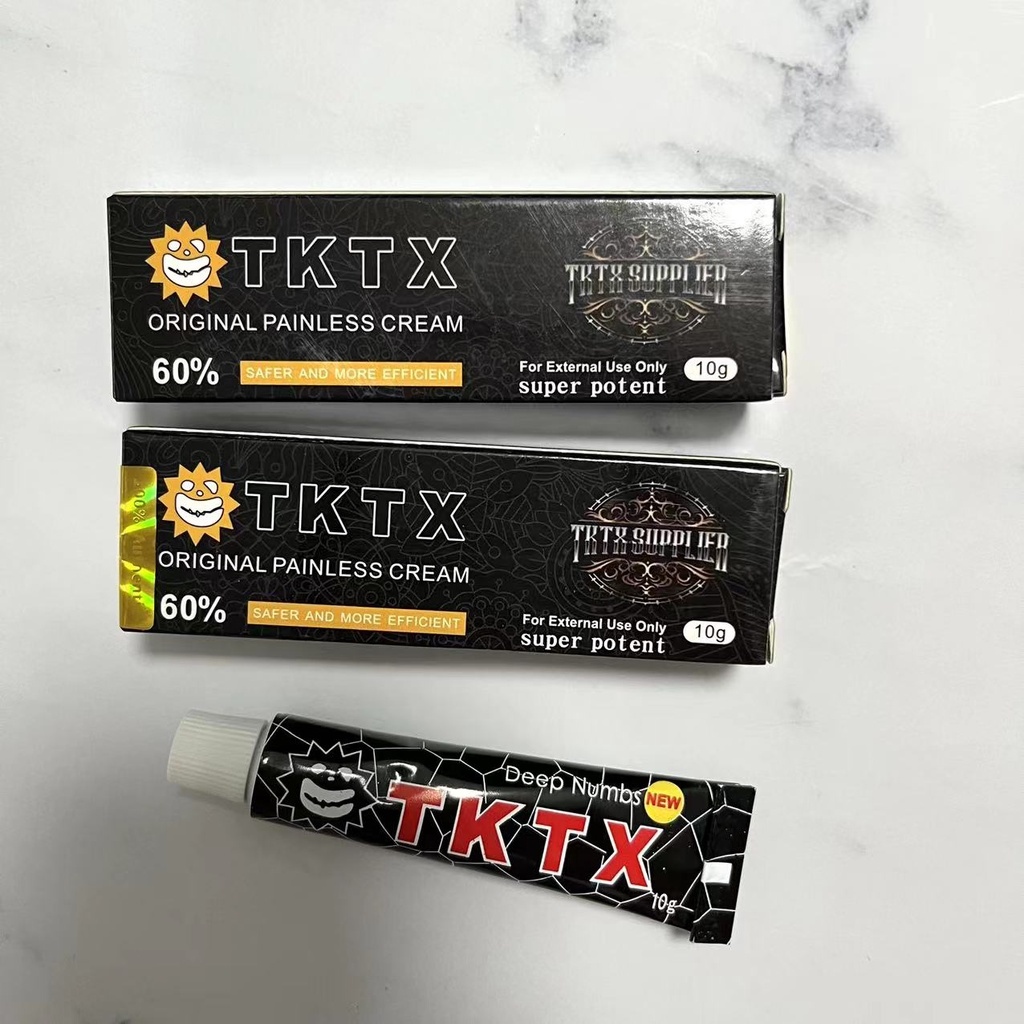 TKTX
TKTX SUPPLIER
ORIGINAL PAINLESS CREAM
60%
SAFER AND MORE EFFICIENT
For External Use Only
super potent
10g
TKTX
TKTX SUPPLIER
ORIGINAL PAINLESS CREAM
60%
SAFER AND MORE EFFICIENT
For External Use Only
super potent
10g
Deep Numbs
NEW
TKTX
10g